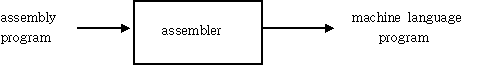 assembly
program
assembler
machine language
program